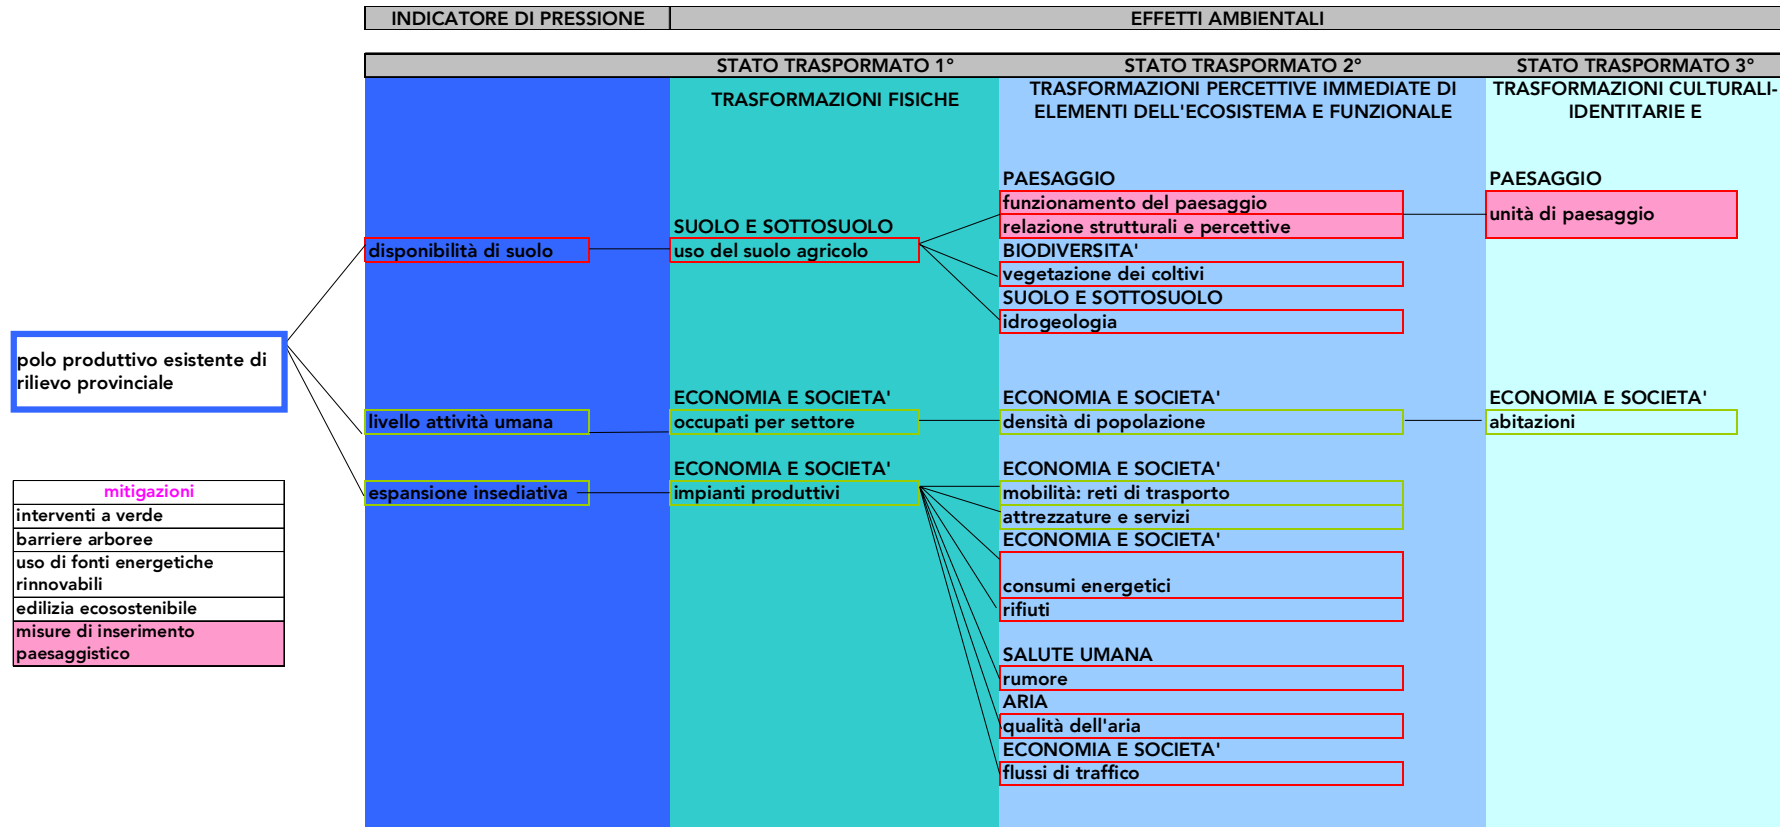 INDICATORE DI PRESSIONE
EFFETTI AMBIENTALI
STATO TRASPORMATO 1°
STATO TRASPORMATO 2°
STATO TRASPORMATO 3°
TRASFORMAZIONI FISICHE
TRASFORMAZIONI PERCETTIVE IMMEDIATE DI
ELEMENTI DELL'ECOSISTEMA E FUNZIONALE
TRASFORMAZIONI CULTURALI-
IDENTITARIE E
PAESAGGIO
PAESAGGIO
funzionamento del paesaggio
unità di paesaggio
SUOLO E SOTTOSUOLO
relazione strutturali e percettive
disponibilità di suolo
uso del suolo agricolo
BIODIVERSITA'
vegetazione dei coltivi
SUOLO E SOTTOSUOLO
idrogeologia
polo produttivo esistente di
rilievo provinciale
ECONOMIA E SOCIETA'
ECONOMIA E SOCIETA'
ECONOMIA E SOCIETA'
livello attività umana
occupati per settore
densità di popolazione
abitazioni
ECONOMIA E SOCIETA'
ECONOMIA E SOCIETA'
espansione insediativa
impianti produttivi
mobilità: reti di trasporto
attrezzature e servizi
ECONOMIA E SOCIETA'
consumi energetici
rifiuti
SALUTE UMANA
rumore
ARIA
qualità dell'aria
ECONOMIA E SOCIETA'
flussi di traffico
mitigazioni
interventi a verde
barriere arboree
uso di fonti energetiche
rinnovabili
edilizia ecosostenibile
misure di inserimento
paesaggistico